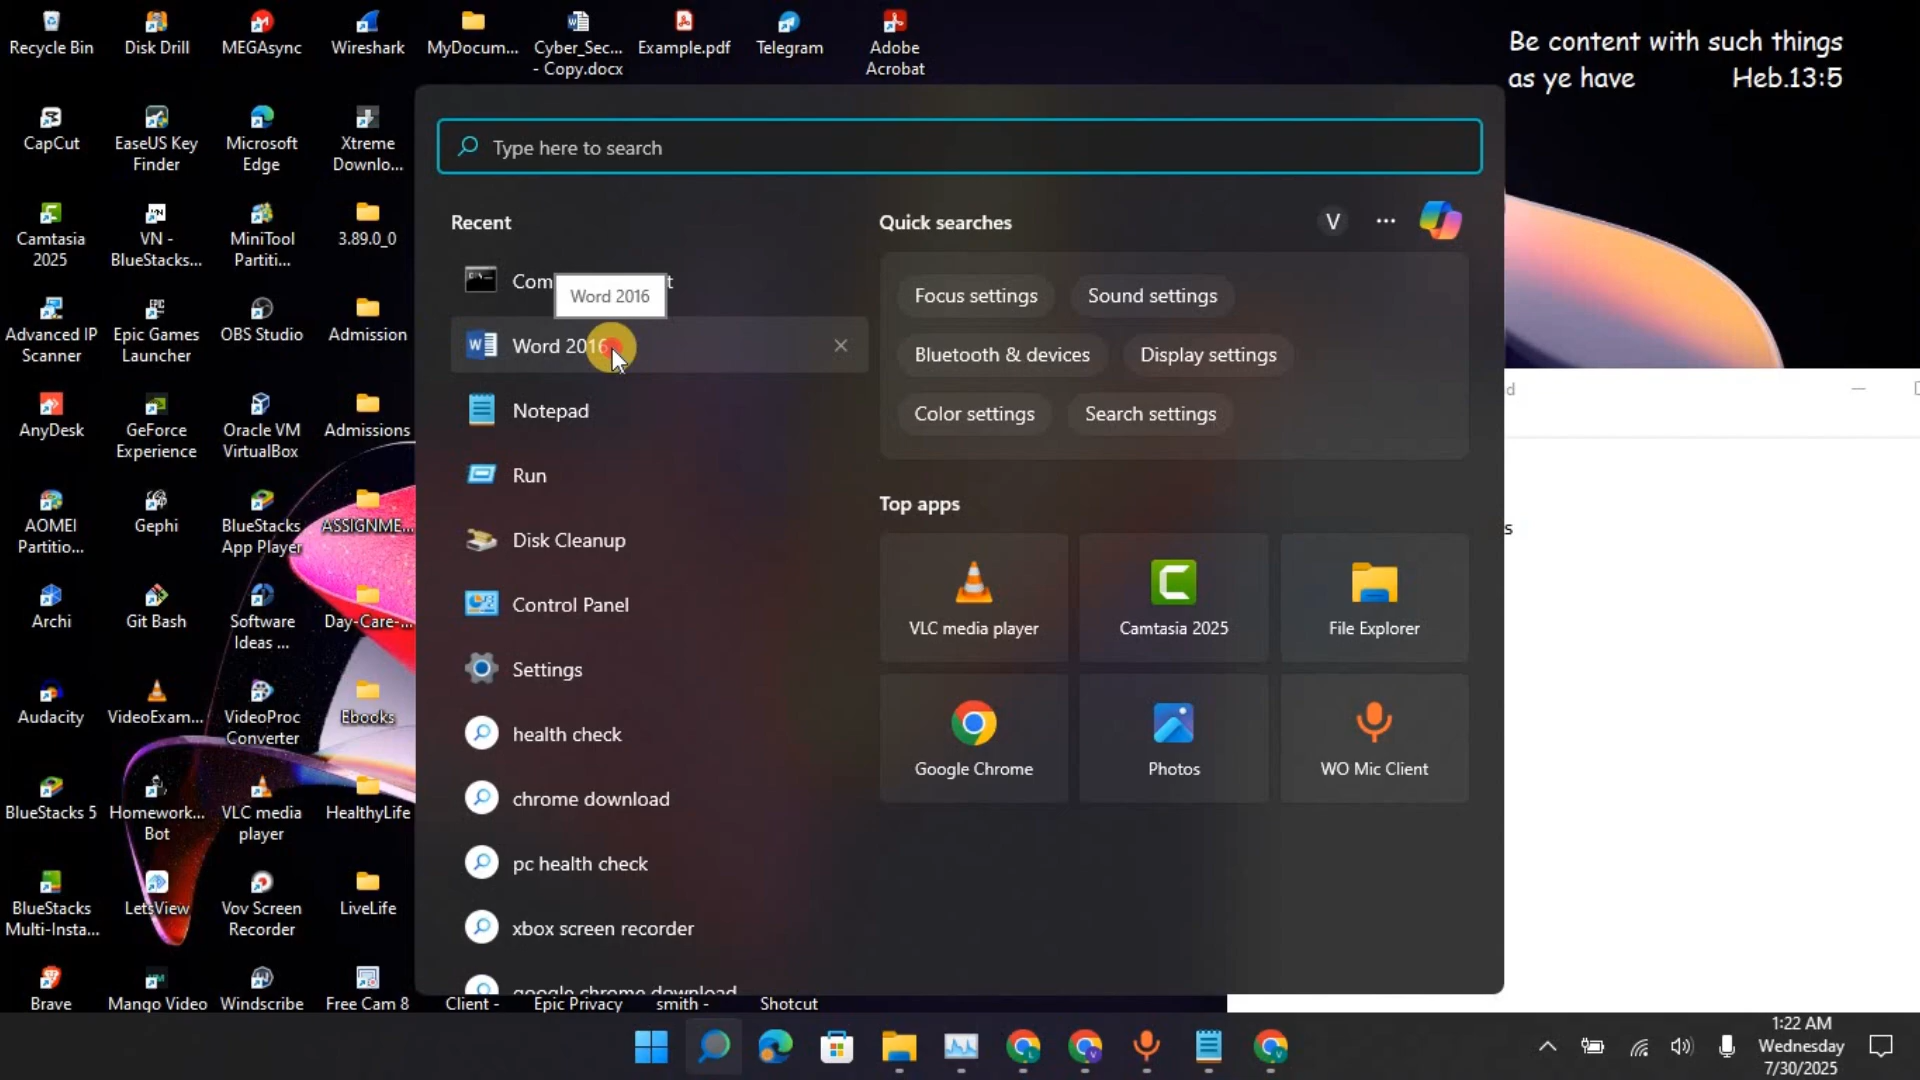 Recycle Bin
Disk Drill
MEGAsync
Wireshark
MyDocum...
Cyber_Sec...
- Copy.docx
Example.pdf
Telegram
Adobe
Acrobat
Be content with such things
as ye have Heb.13:5
CapCut
EaseUS Key
Finder
Microsoft
Edge
Xtreme
Downlo...
Camtasia
2025
VN -
BlueStacks...
MiniTool
Partiti...
3.89.0_0
Advanced IP
Scanner
Epic Games
Launcher
OBS Studio
Admission
AnyDesk
GeForce
Experience
Oracle VM
VirtualBox
Admissions
AOMEI
Partitio...
Gephi
BlueStacks
App Player
ASSIGNME...
Archi
Git Bash
Software
Ideas ...
Day-Care-...
Audacity
VideoExam...
VideoProc
Converter
Ebooks
BlueStacks 5
Homework...
Bot
VLC media
player
HealthyLife
BlueStacks
Multi-Insta...
LetsView
Vov Screen
Recorder
LiveLife
Brave
Mango Video
Windscribe
Free Cam 8
Client -
Epic Privacy
smith -
Shotcut
Type here to search
Recent
Word 2016
Word 2016
Notepad
Run
Disk Cleanup
Control Panel
Settings
health check
chrome download
pc health check
xbox screen recorder
google chrome download
Quick searches
V
Focus settings
Sound settings
Bluetooth & devices
Display settings
Color settings
Search settings
Top apps
VLC media player
Camtasia 2025
File Explorer
Google Chrome
Photos
WO Mic Client
1:22 AM
Wednesday
7/30/2025